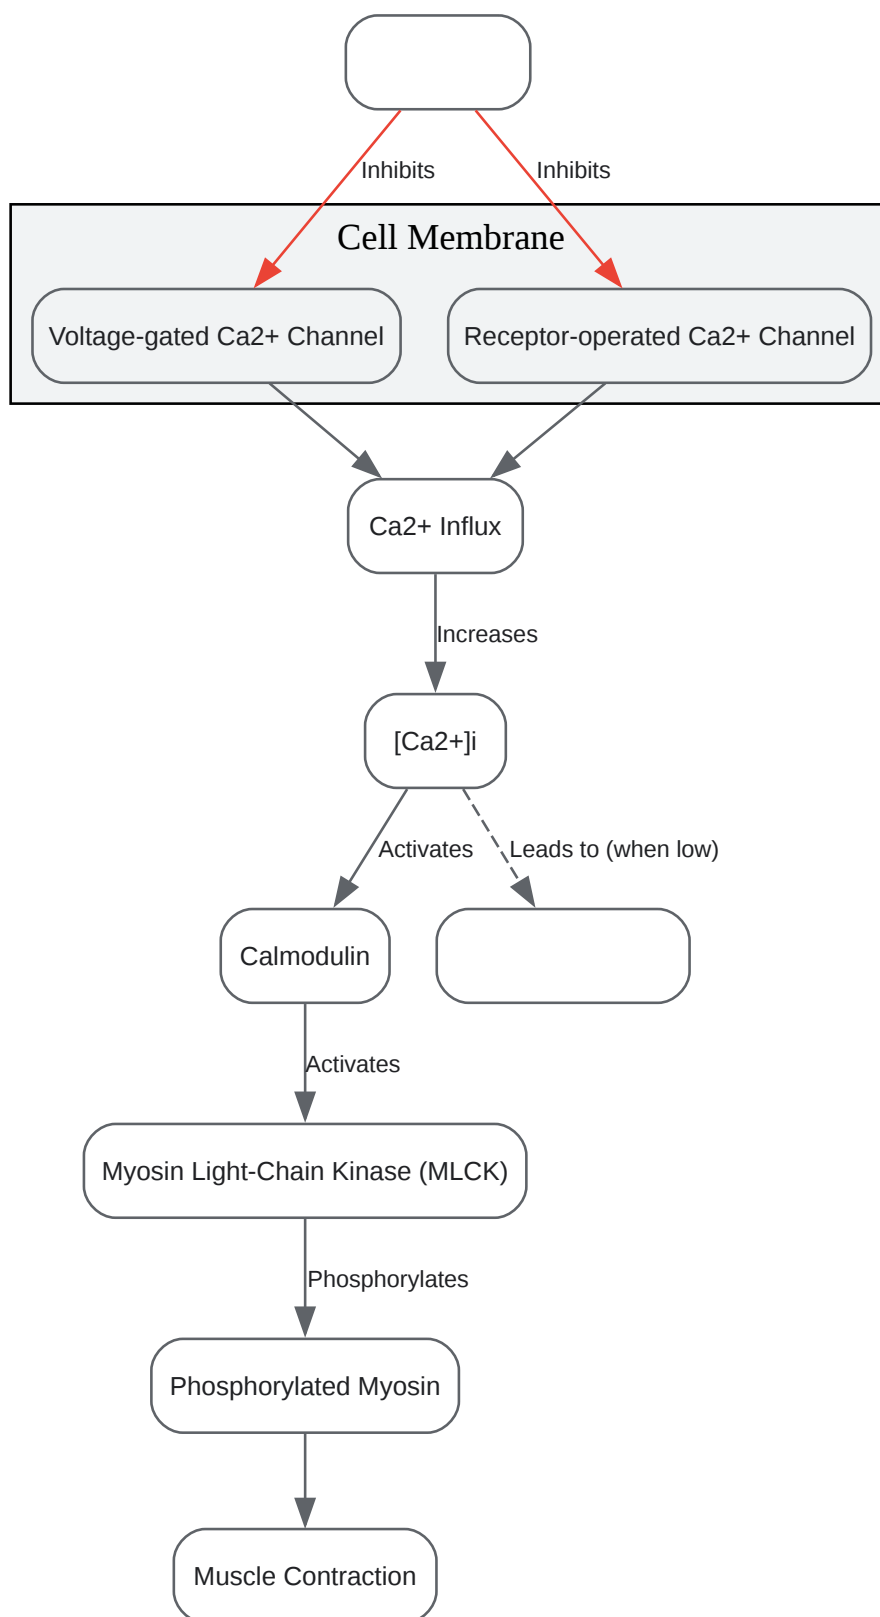 Inhibits
Inhibits
Cell Membrane
Voltage-gated Ca2+ Channel
Receptor-operated Ca2+ Channel
Ca2+ Influx
Increases
[Ca2+]i
Activates
Leads to (when low)
Calmodulin
Activates
Myosin Light-Chain Kinase (MLCK)
Phosphorylates
Phosphorylated Myosin
Muscle Contraction